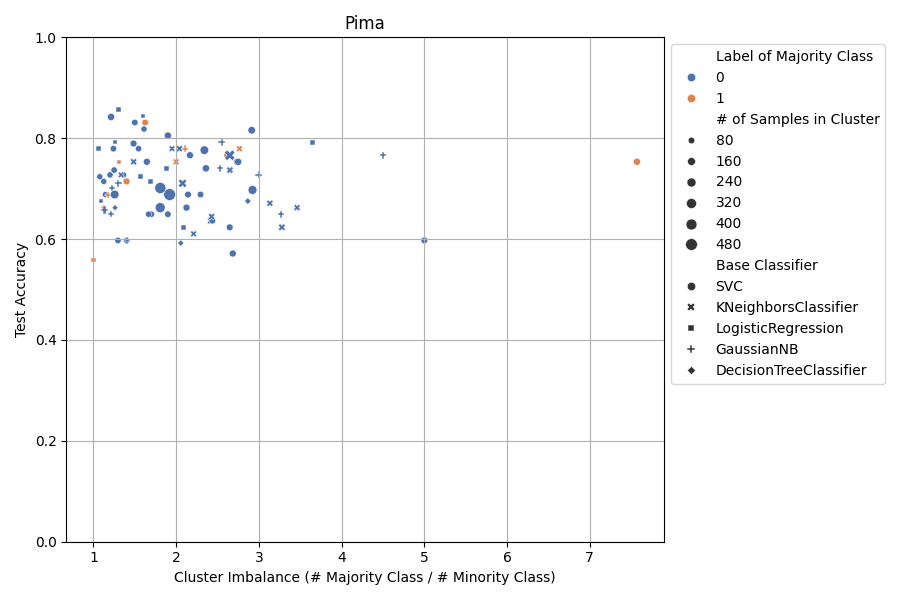 Pima
1.0
0.8
0.6
0.4
0.2
0.0
Test Accuracy
1 2 3 4 5 6 7
Cluster Imbalance (# Majority Class / # Minority Class)
Label of Majority Class
0
1
# of Samples in Cluster
80
160
240
320
400
480
Base Classifier
SVC
KNeighborsClassifier
LogisticRegression
GaussianNB
DecisionTreeClassifier